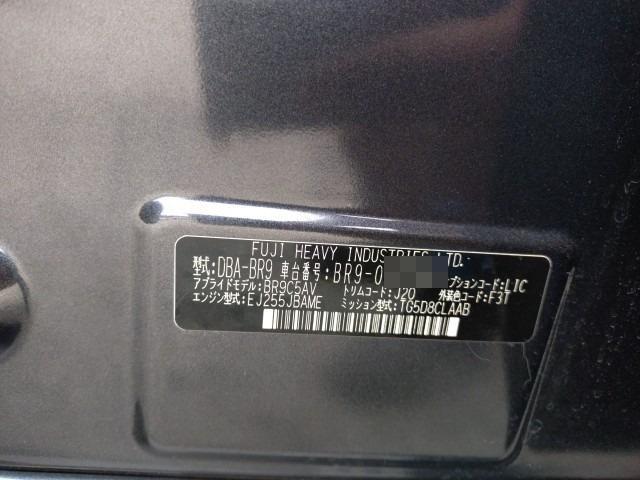 FUJI HEAVY INDUSTRIES LTD.
型式:DBA-BR9 車台番号:BR9-0
アプライドモデル:BR9C5AV トリムコード:J20 プションコード:LTC 外装色コード:F3T
エンジン型式:EJ255JBAME ミッション型式:TG5D8CLAAB